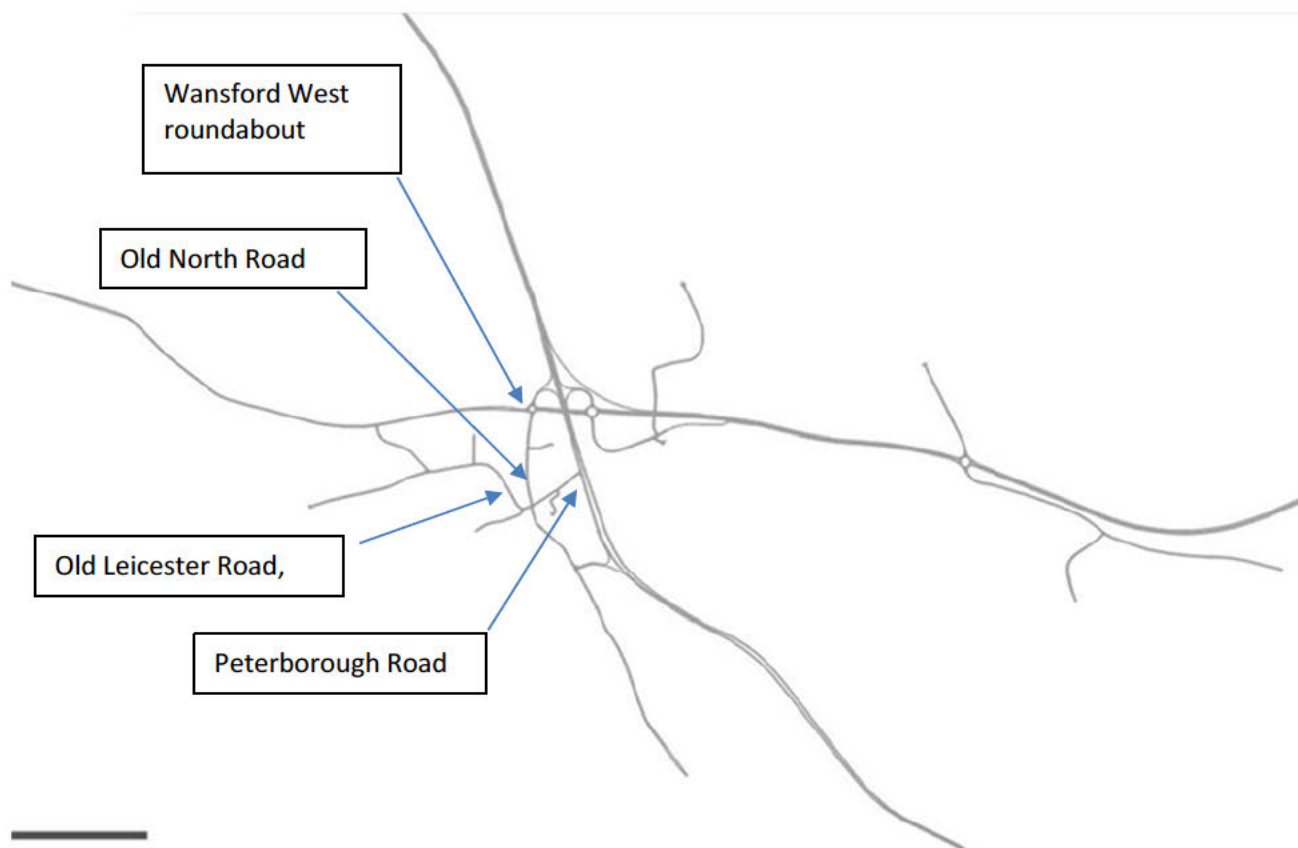 Wansford West
roundabout
Old North Road
Old Leicester Road,
Peterborough Road